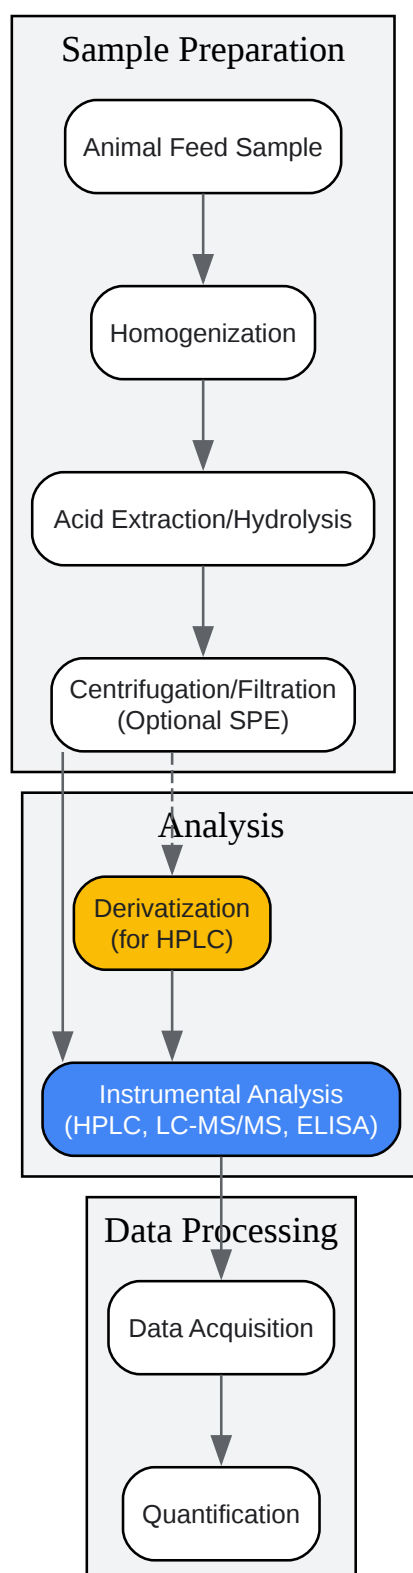 Sample Preparation
Animal Feed Sample
Homogenization
Acid Extraction/Hydrolysis
Centrifugation/Filtration
(Optional SPE)
Analysis
Derivatization
(for HPLC)
Instrumental Analysis
(HPLC, LC-MS/MS, ELISA)
Data Processing
Data Acquisition
Quantification